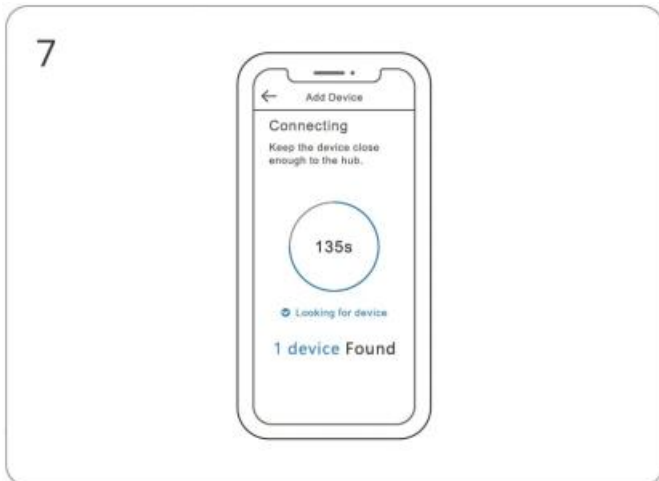 7
Add Device
Connecting
Keep the device close
enough to the hub.
135s
Looking for device
1 device Found